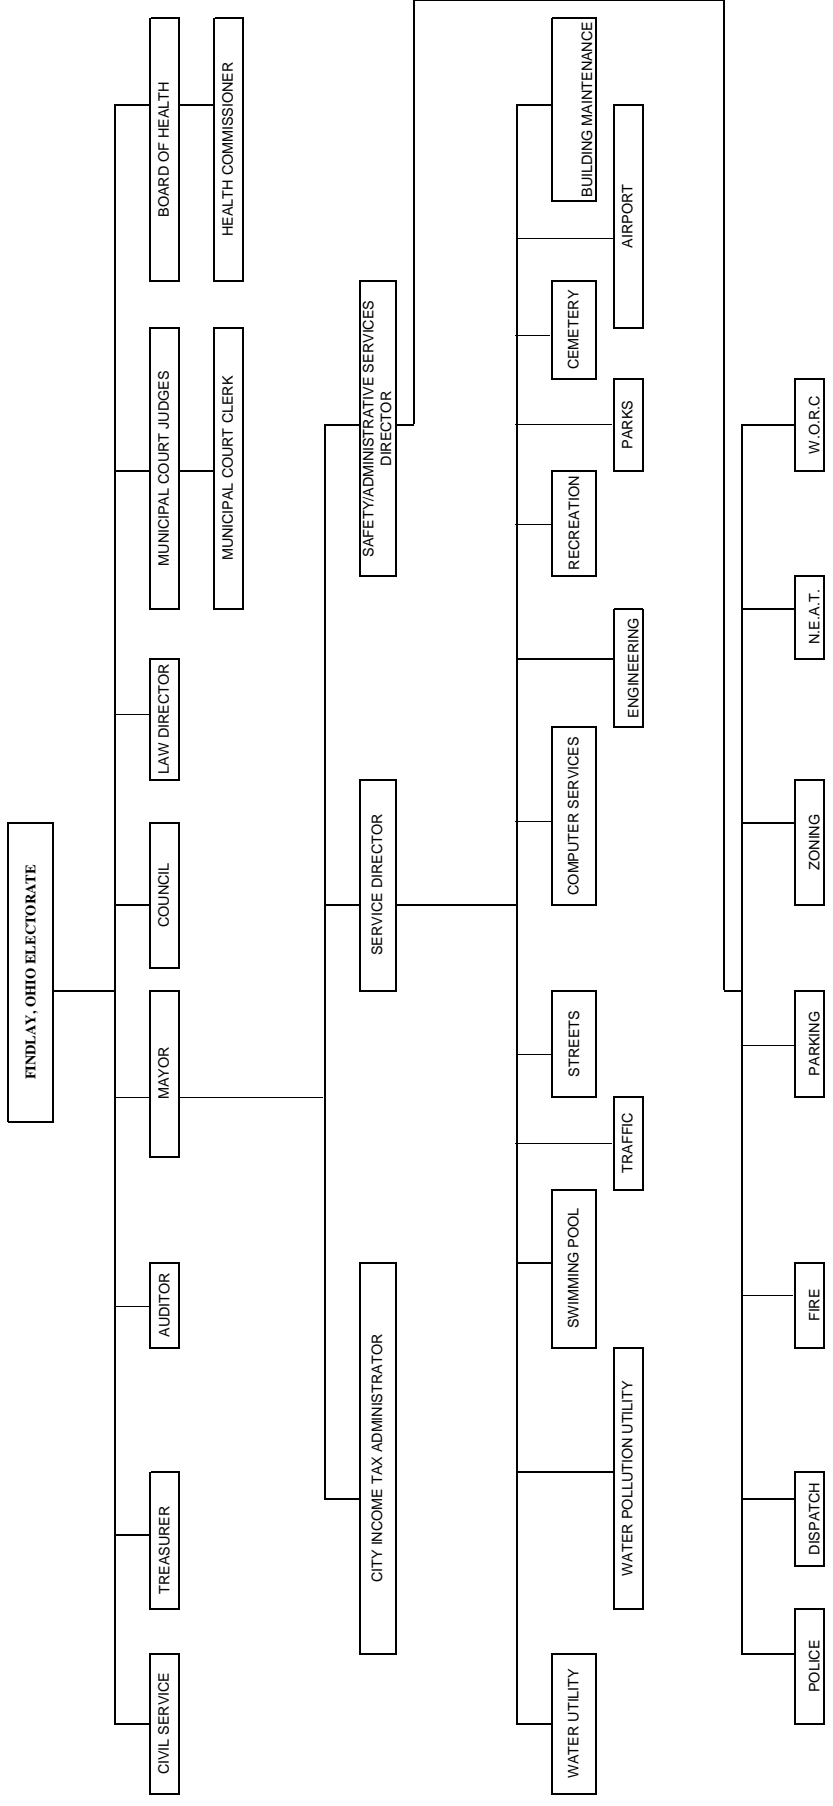 FINDLAY, OHIO ELECTORATE
CIVIL SERVICE
TREASURER
AUDITOR
MAYOR
COUNCIL
LAW DIRECTOR
MUNICIPAL COURT JUDGES
BOARD OF HEALTH
MUNICIPAL COURT CLERK
HEALTH COMMISSIONER
CITY INCOME TAX ADMINISTRATOR
SERVICE DIRECTOR
SAFETY/ADMINISTRATIVE SERVICES
DIRECTOR
WATER UTILITY
SWIMMING POOL
STREETS
COMPUTER SERVICES
RECREATION
CEMETERY
BUILDING MAINTENANCE
WATER POLLUTION UTILITY
TRAFFIC
ENGINEERING
PARKS
AIRPORT
POLICE
DISPATCH
FIRE
PARKING
ZONING
N.E.A.T.
W.O.R.C